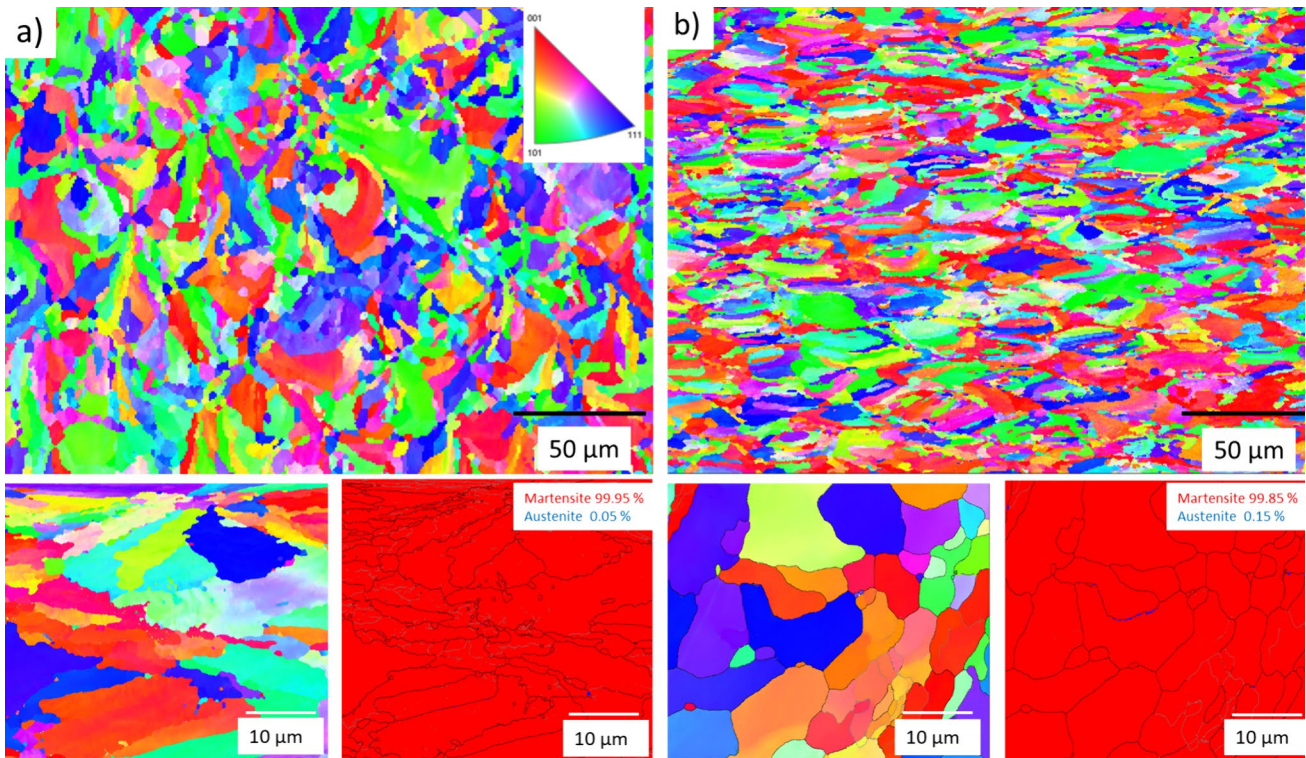 a)
001
111
101
50 µm
b)
50 µm
10 µm
Martensite 99.95 %
Austenite 0.05 %
10 µm
10 µm
Martensite 99.85 %
Austenite 0.15 %
10 µm